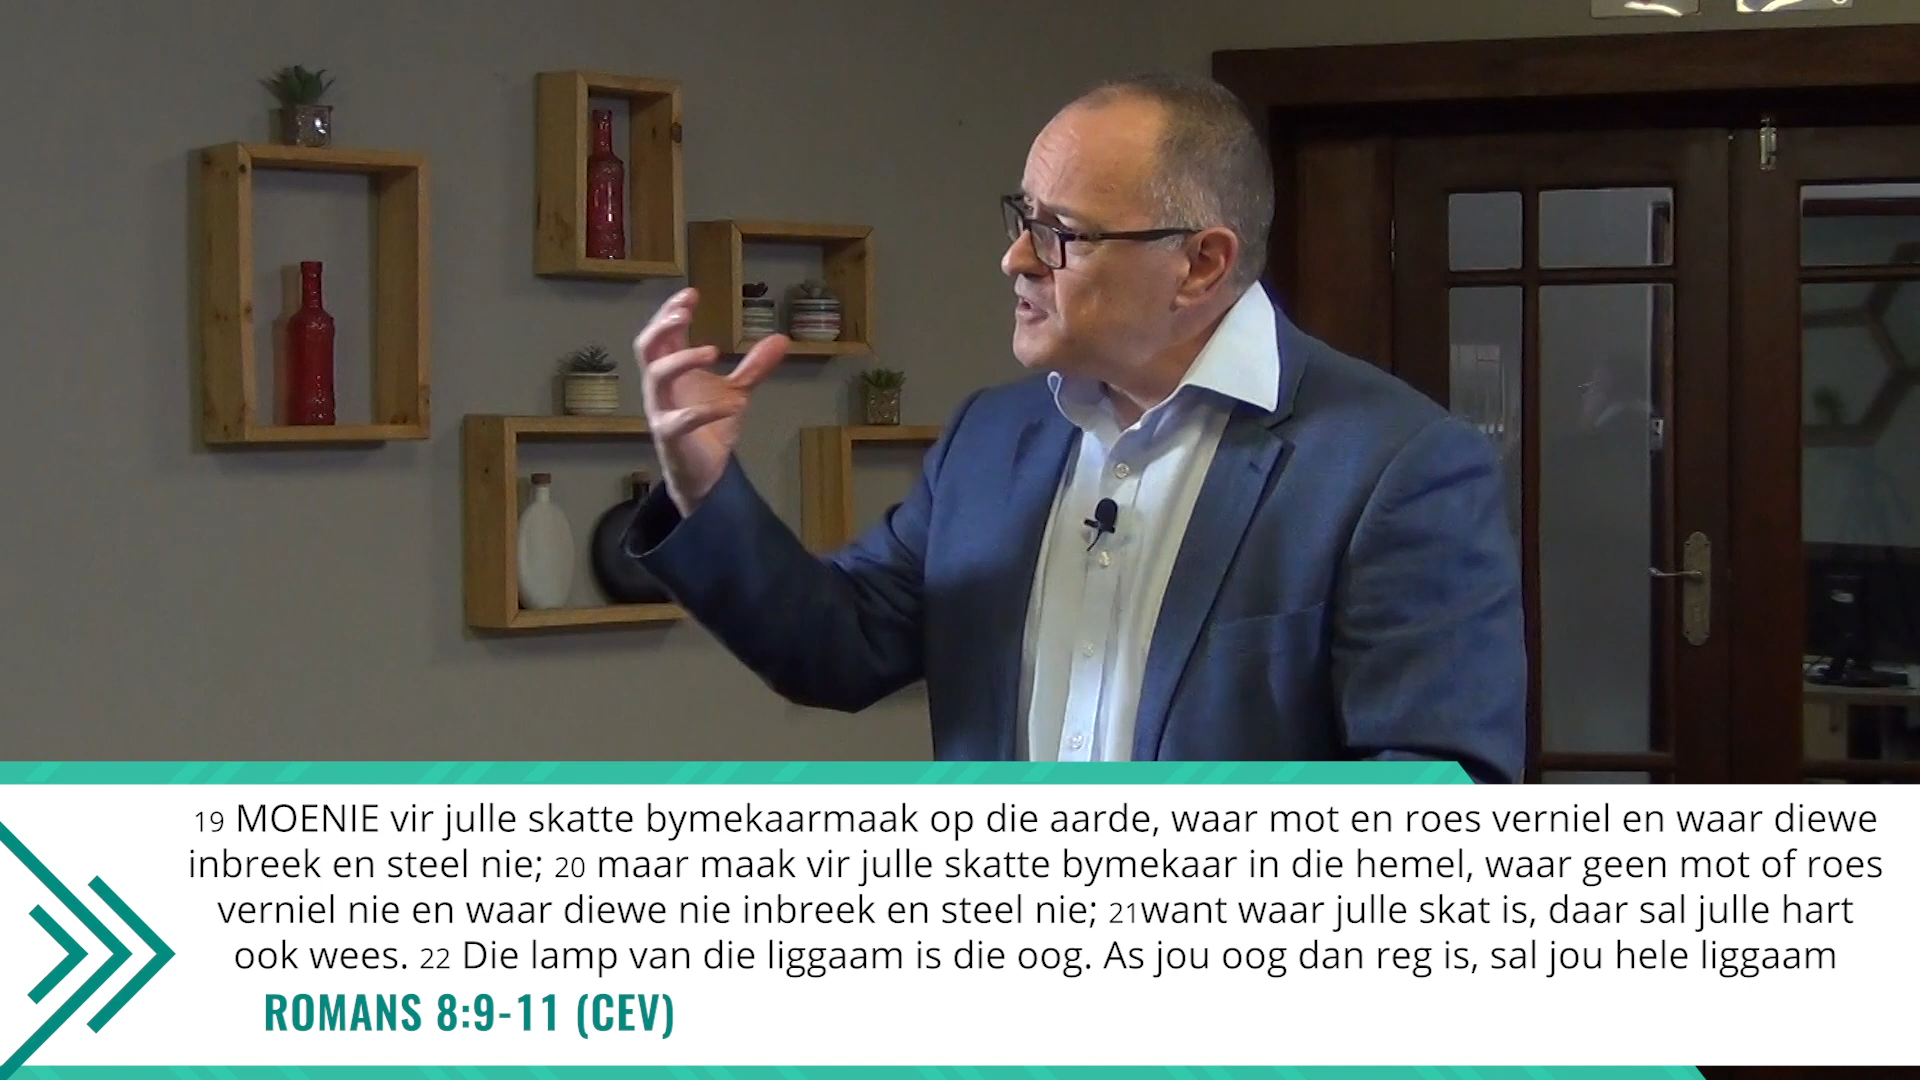 19 MOENIE vir julle skatte bymekaarmaak op die aarde, waar mot en roes verniel en waar diewe
inbreek en steel nie; 20 maar maak vir julle skatte bymekaar in die hemel, waar geen mot of roes
verniel nie en waar diewe nie inbreek en steel nie; 21want waar julle skat is, daar sal julle hart
ook wees. 22 Die lamp van die liggaam is die oog. As jou oog dan reg is, sal jou hele liggaam
ROMANS 8:9-11 (CEV)